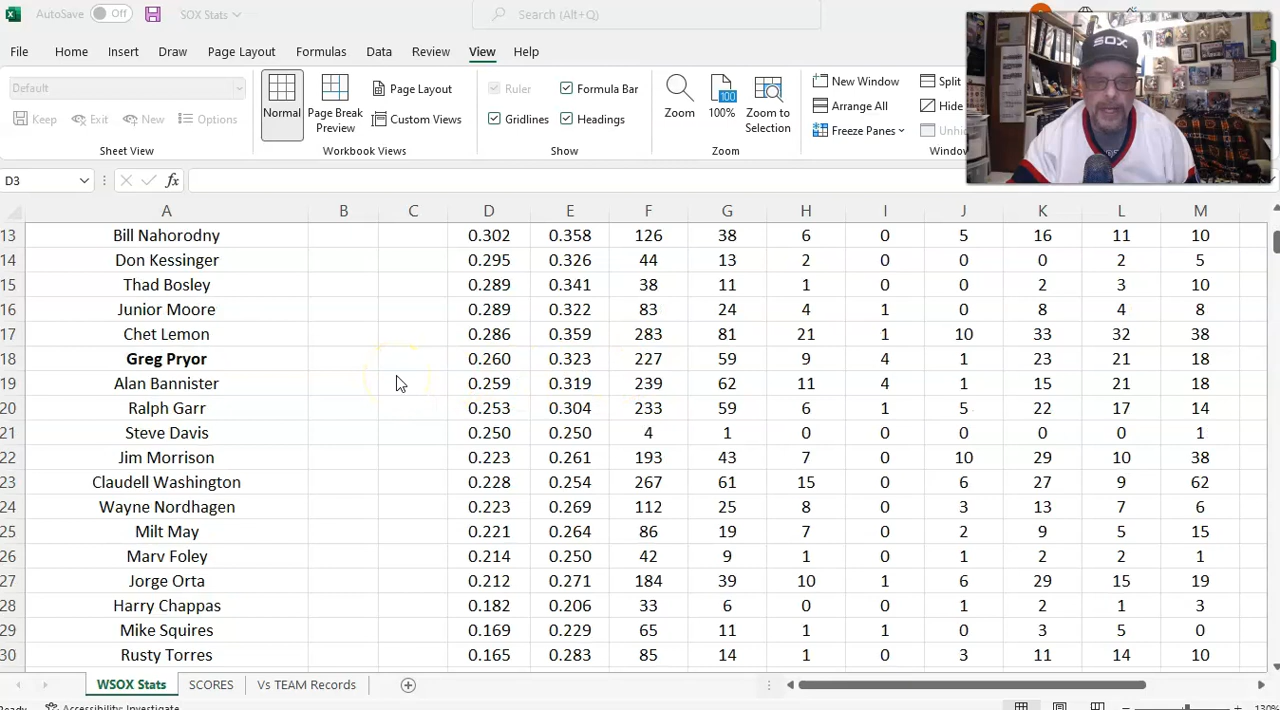 AutoSave Off SOX Stats Search (Alt+Q)
File Home Insert Draw Page Layout Formulas Data Review View Help
Default
Keep Exit New Options
Sheet View
Normal
Page Break
Preview
Page Layout
Custom Views
Workbook Views
Ruler Formula Bar
Gridlines Headings
Show
Zoom
100
100%
Zoom to
Selection
Zoom
New Window Split
Arrange All Hide
Freeze Panes
SOX
D3 fx
A B C D E F G H I J K L M
13 Bill Nahorodny 0.302 0.358 126 38 6 0 5 16 11 10
14 Don Kessinger 0.295 0.326 44 13 2 0 0 0 2 5
15 Thad Bosley 0.289 0.341 38 11 1 0 0 2 3 10
16 Junior Moore 0.289 0.322 83 24 4 1 0 8 4 8
17 Chet Lemon 0.286 0.359 283 81 21 1 10 33 32 38
18 Greg Pryor 0.260 0.323 227 59 9 4 1 23 21 18
19 Alan Bannister 0.259 0.319 239 62 11 4 1 15 21 18
20 Ralph Garr 0.253 0.304 233 59 6 1 5 22 17 14
21 Steve Davis 0.250 0.250 4 1 0 0 0 0 0 1
22 Jim Morrison 0.223 0.261 193 43 7 0 10 29 10 38
23 Claudell Washington 0.228 0.254 267 61 15 0 6 27 9 62
24 Wayne Nordhagen 0.223 0.269 112 25 8 0 3 13 7 6
25 Milt May 0.221 0.264 86 19 7 0 2 9 5 15
26 Marv Foley 0.214 0.250 42 9 1 0 1 2 2 1
27 Jorge Orta 0.212 0.271 184 39 10 1 6 29 15 19
28 Harry Chappas 0.182 0.206 33 6 0 0 1 2 1 3
29 Mike Squires 0.169 0.229 65 11 1 1 0 3 5 0
30 Rusty Torres 0.165 0.283 85 14 1 0 3 11 14 10
WSOX Stats SCORES Vs TEAM Records
Accessibility: Investigate